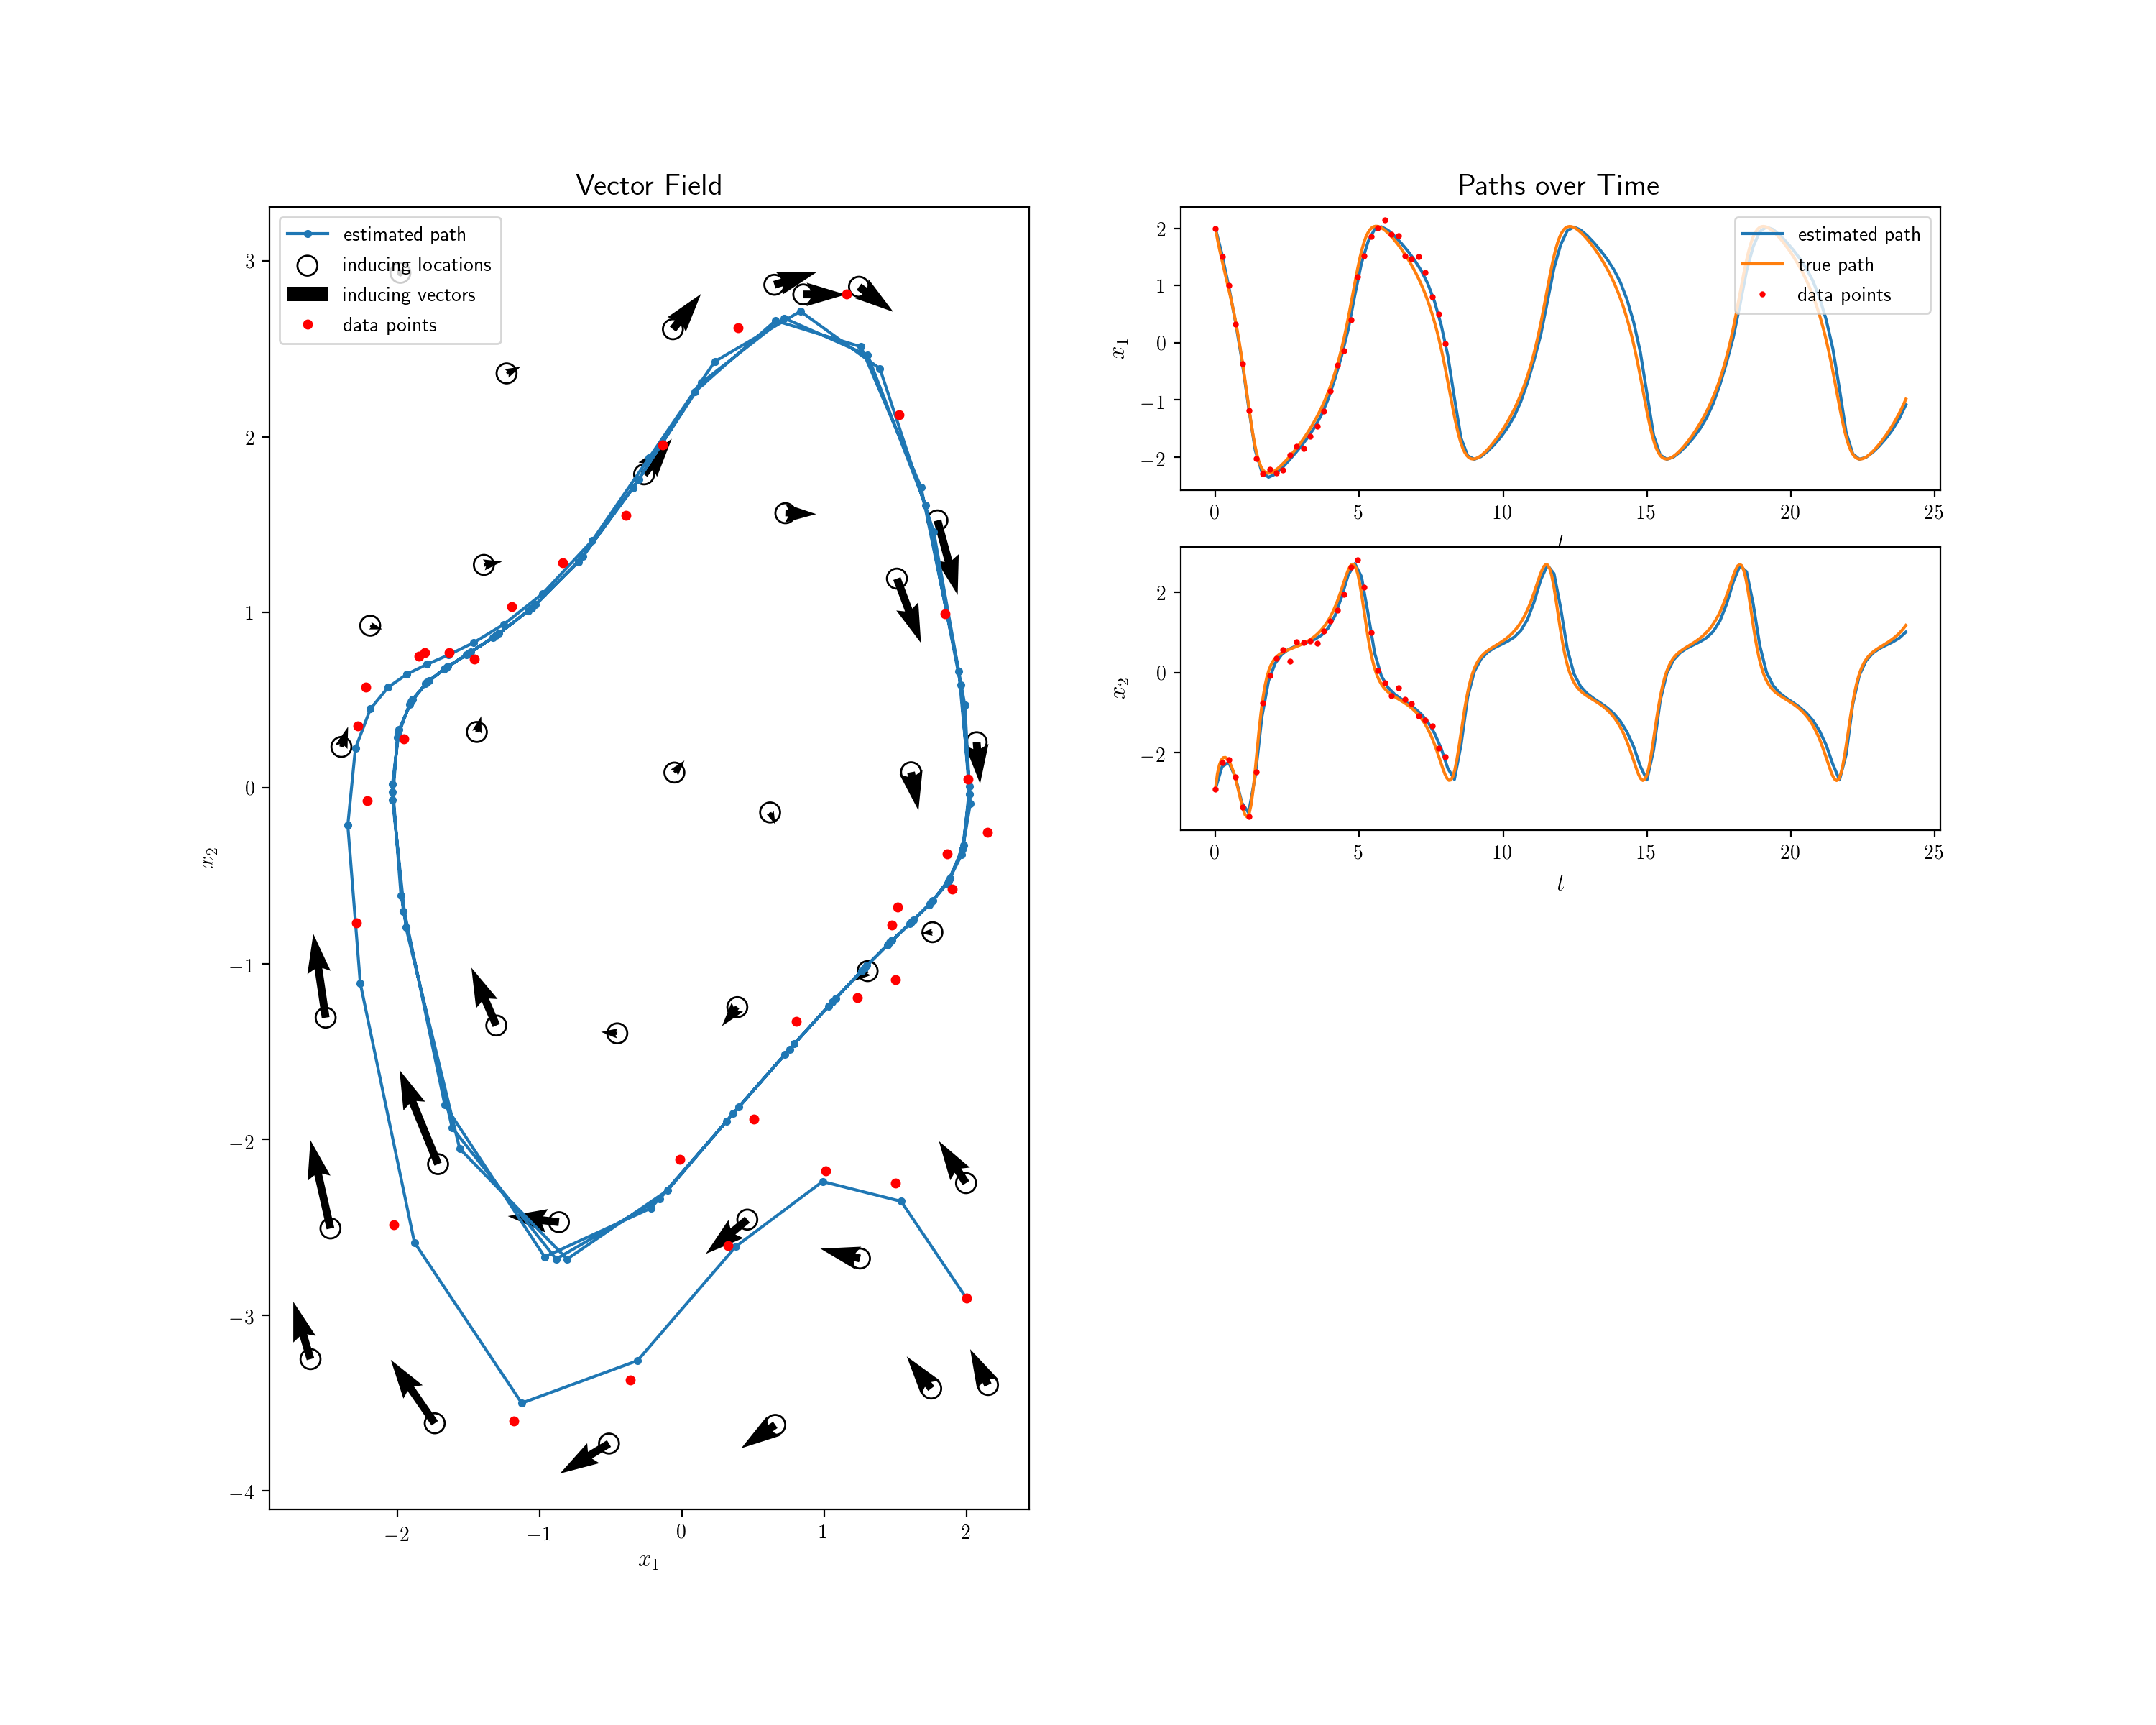 Vector Field
estimated path
inducing locations
inducing vectors
data points
3
2
1
0
−1
−2
−3
−4
x₂
−2 −1 0 1 2
x₁
Paths over Time
estimated path
true path
data points
2
1
0
−1
−2
x₁
0 5 10 15 20 25
t
2
0
−2
x₂
0 5 10 15 20 25
t